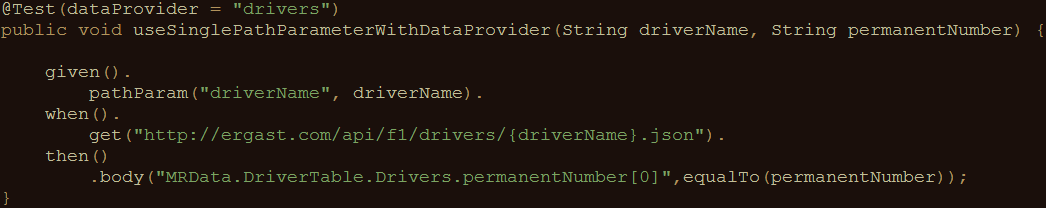 @Test(dataProvider = "drivers")
public void useSinglePathParameterWithDataProvider(String driverName, String permanentNumber) {
given().
pathParam("driverName", driverName).
when().
get("http://ergast.com/api/f1/drivers/{driverName}.json").
then()
.body("MRData.DriverTable.Drivers.permanentNumber[0]",equalTo(permanentNumber));
}